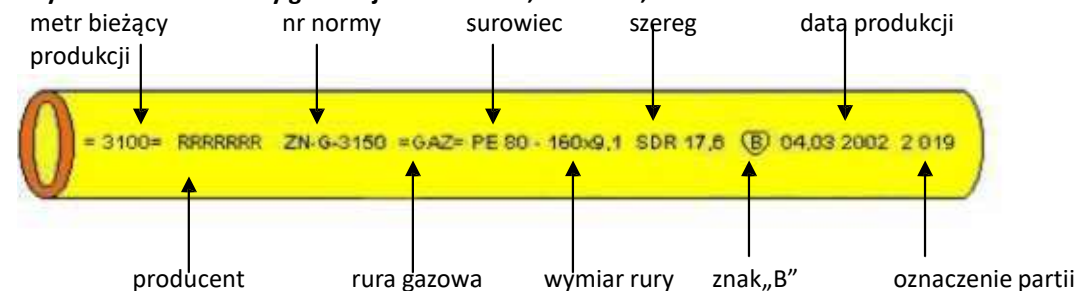 metr bieżący produkcji
nr normy
surowiec
szereg
data produkcji
= 3100= RRRRRRR ZN-G-3150 =GAZ= PE 80 - 160x9,1 SDR 17,6 B 04,03 2002 2 019
producent
rura gazowa
wymiar rury
znak„B”
oznaczenie partii